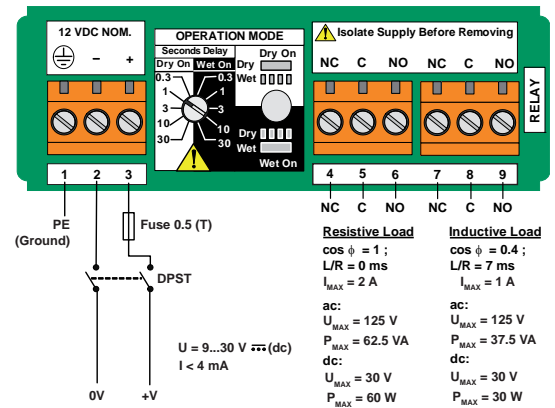 12 VDC NOM.
– +
OPERATION MODE
Seconds Delay
Dry On Wet On
0.3 0.3
1 1
3 3
10 10
30 30
Dry On
Dry
Wet
Dry
Wet
Wet On
Isolate Supply Before Removing
NC C NO NC C NO
RELAY
1 2 3 4 5 6 7 8 9
NC C NO NC C NO
PE
(Ground)
Fuse 0.5 (T)
DPST
U = 9...30 V ⎓ (dc)
I < 4 mA
0V +V
Resistive Load
cos ϕ = 1 ;
L/R = 0 ms
IMAX = 2 A
ac:
UMAX = 125 V
PMAX = 62.5 VA
dc:
UMAX = 30 V
PMAX = 60 W
Inductive Load
cos ϕ = 0.4 ;
L/R = 7 ms
IMAX = 1 A
ac:
UMAX = 125 V
PMAX = 37.5 VA
dc:
UMAX = 30 V
PMAX = 30 W